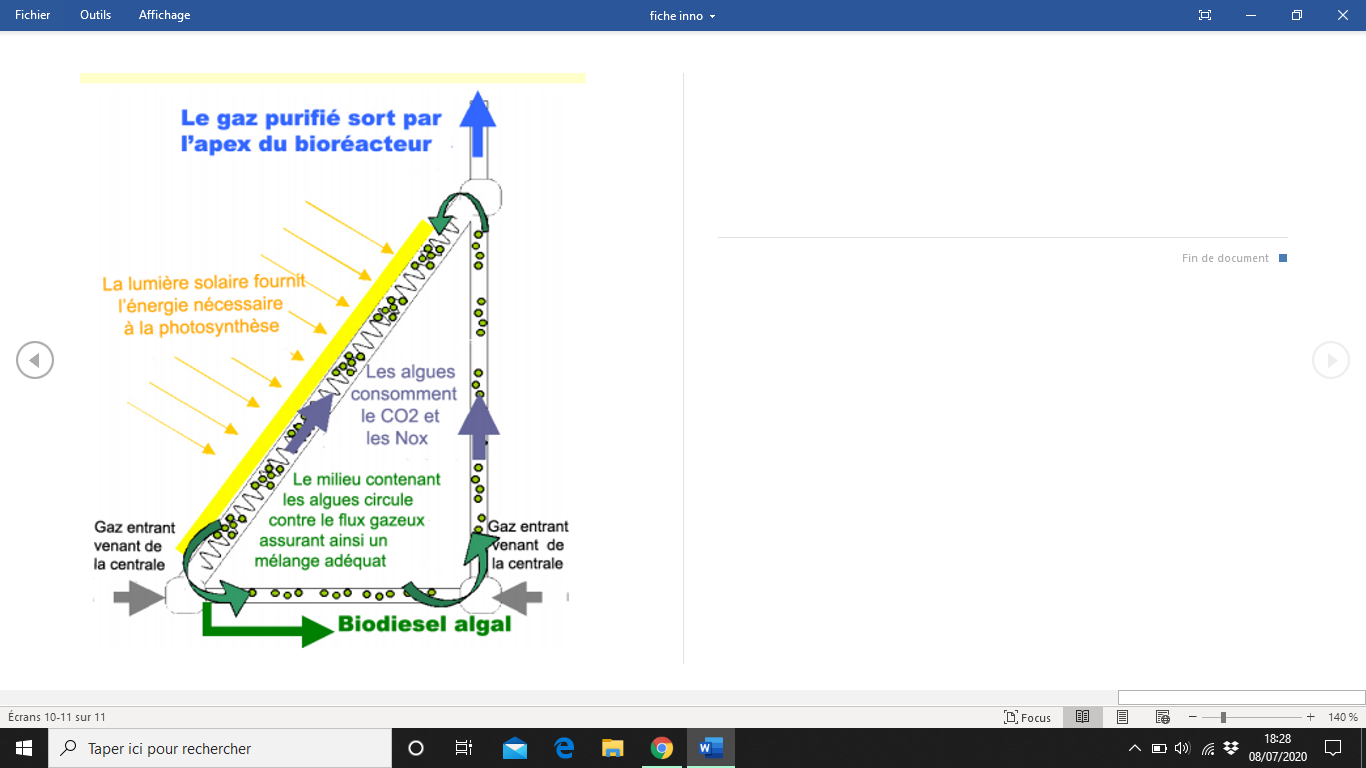 Fichier Outils Affichage
fiche inno
Le gaz purifié sort par
l'apex du bioréacteur
La lumière solaire fournit
l'énergie nécessaire
à la photosynthèse
Les algues
consomment
le CO2 et
les Nox
Le milieu contenant
les algues circule
contre le flux gazeux
assurant ainsi un
mélange adéquat
Gaz entrant
venant de
la centrale
Gaz entrant
venant de
la centrale
Biodiesel algal
Fin de document
Écrans 10-11 sur 11
Focus
140 %
Taper ici pour rechercher
18:28
08/07/2020